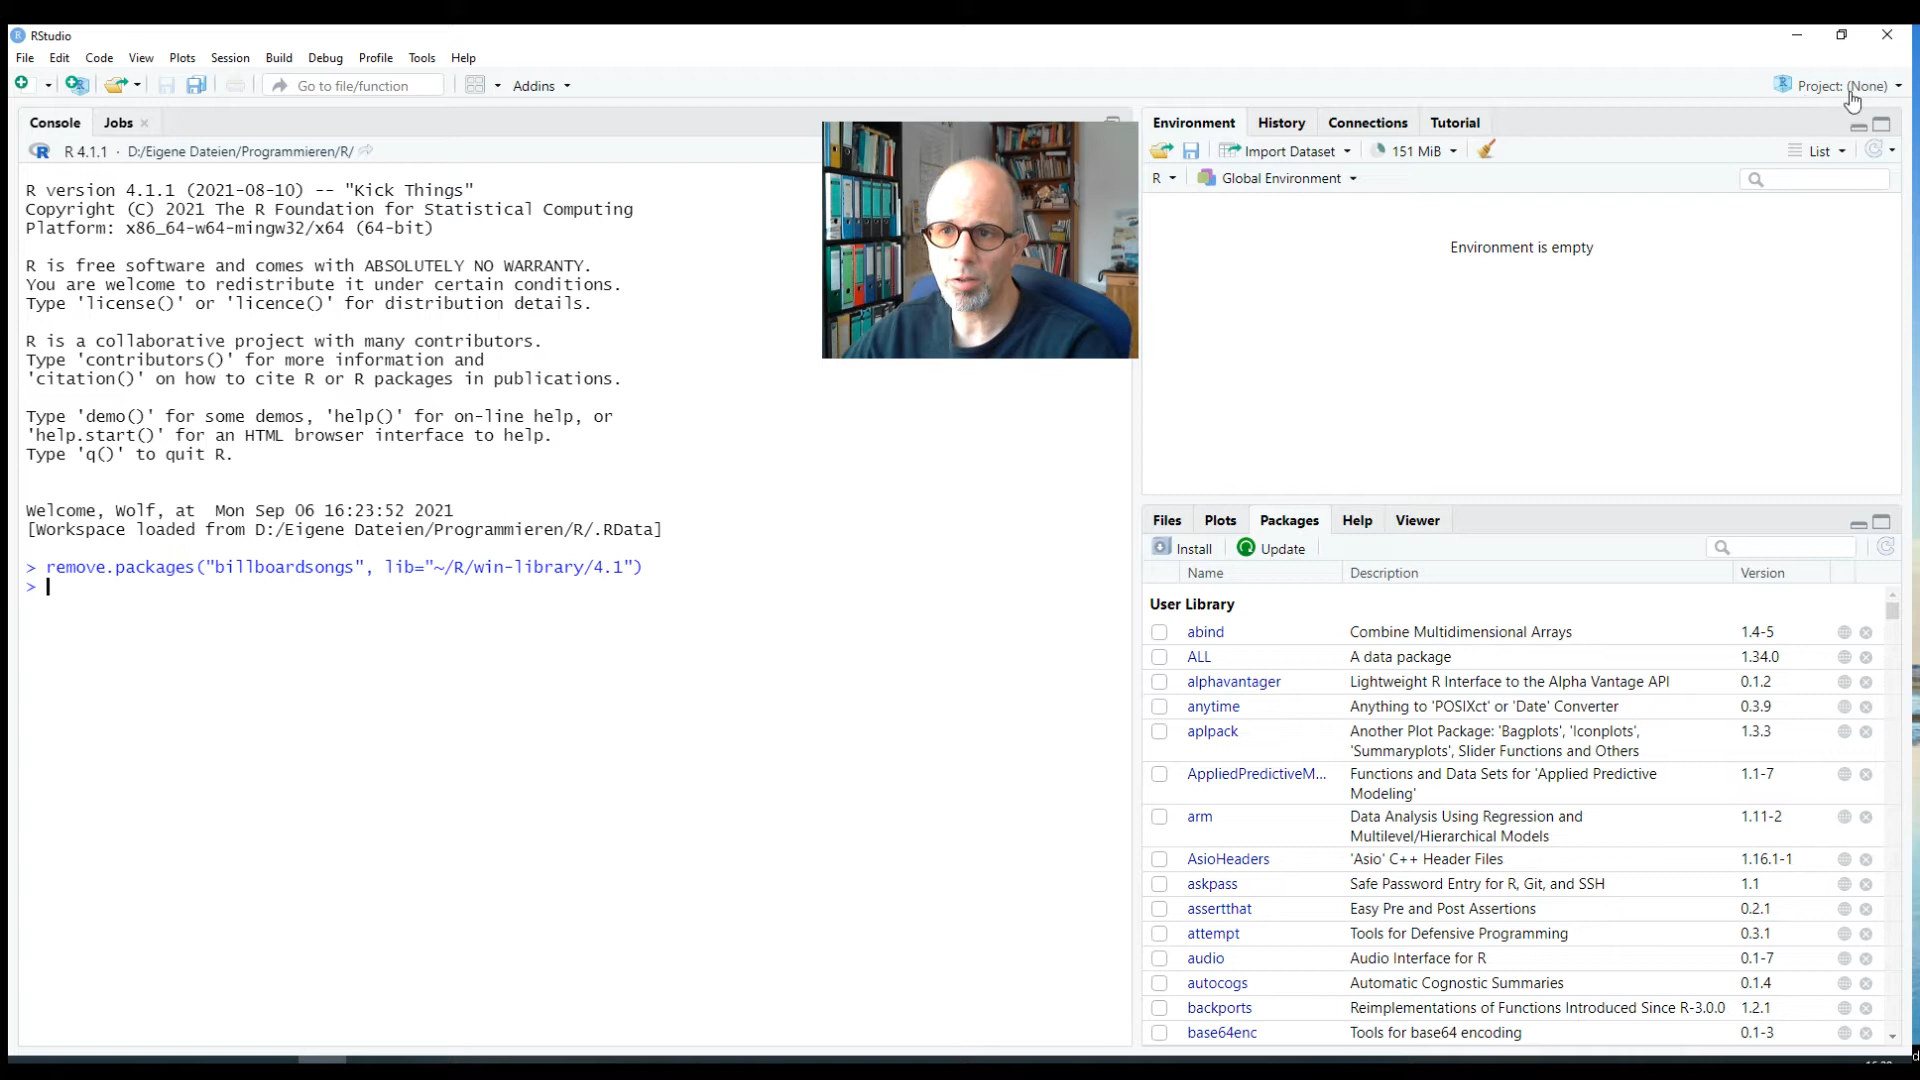 RStudio
File Edit Code View Plots Session Build Debug Profile Tools Help
Go to file/function Addins Project: (None)
Console Jobs
R 4.1.1 · D:/Eigene Dateien/Programmieren/R/
R version 4.1.1 (2021-08-10) -- "Kick Things"
Copyright (C) 2021 The R Foundation for Statistical Computing
Platform: x86_64-w64-mingw32/x64 (64-bit)
R is free software and comes with ABSOLUTELY NO WARRANTY.
You are welcome to redistribute it under certain conditions.
Type 'license()' or 'licence()' for distribution details.
R is a collaborative project with many contributors.
Type 'contributors()' for more information and
'citation()' on how to cite R or R packages in publications.
Type 'demo()' for some demos, 'help()' for on-line help, or
'help.start()' for an HTML browser interface to help.
Type 'q()' to quit R.
Welcome, Wolf, at  Mon Sep 06 16:23:52 2021
[Workspace loaded from D:/Eigene Dateien/Programmieren/R/.RData]
> remove.packages("billboardsongs", lib="~/R/win-library/4.1")
>
Environment History Connections Tutorial
Import Dataset 151 MiB List
R Global Environment
Environment is empty
Files Plots Packages Help Viewer
Install Update
Name Description Version
User Library
abind Combine Multidimensional Arrays 1.4-5
ALL A data package 1.34.0
alphavantager Lightweight R Interface to the Alpha Vantage API 0.1.2
anytime Anything to 'POSIXct' or 'Date' Converter 0.3.9
aplpack Another Plot Package: 'Bagplots', 'Iconplots', 1.3.3
'Summaryplots', Slider Functions and Others
AppliedPredictiveM... Functions and Data Sets for 'Applied Predictive 1.1-7
Modeling'
arm Data Analysis Using Regression and 1.11-2
Multilevel/Hierarchical Models
AsioHeaders 'Asio' C++ Header Files 1.16.1-1
askpass Safe Password Entry for R, Git, and SSH 1.1
assertthat Easy Pre and Post Assertions 0.2.1
attempt Tools for Defensive Programming 0.3.1
audio Audio Interface for R 0.1-7
autocogs Automatic Cognostic Summaries 0.1.4
backports Reimplementations of Functions Introduced Since R-3.0.0 1.2.1
base64enc Tools for base64 encoding 0.1-3